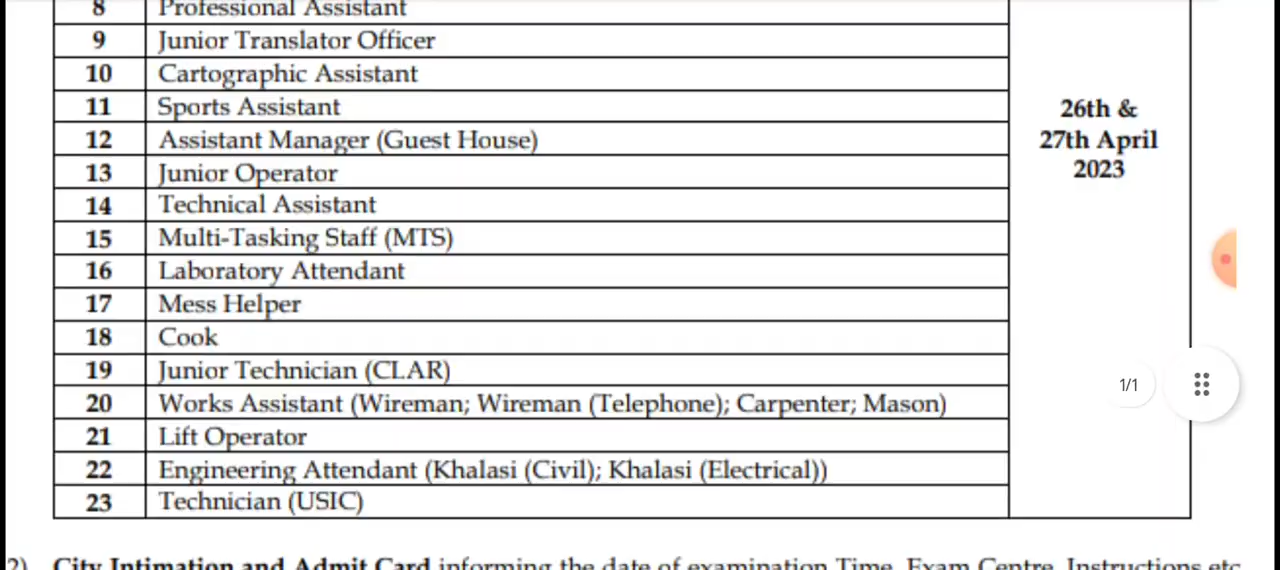 8 Professional Assistant
9 Junior Translator Officer
10 Cartographic Assistant
11 Sports Assistant
12 Assistant Manager (Guest House)
13 Junior Operator
14 Technical Assistant
15 Multi-Tasking Staff (MTS)
16 Laboratory Attendant
17 Mess Helper
18 Cook
19 Junior Technician (CLAR)
20 Works Assistant (Wireman; Wireman (Telephone); Carpenter; Mason)
21 Lift Operator
22 Engineering Attendant (Khalasi (Civil); Khalasi (Electrical))
23 Technician (USIC)
26th &
27th April
2023
1/1
2) City Intimation and Admit Card informing the date of examination Time, Exam Centre, Instructions etc